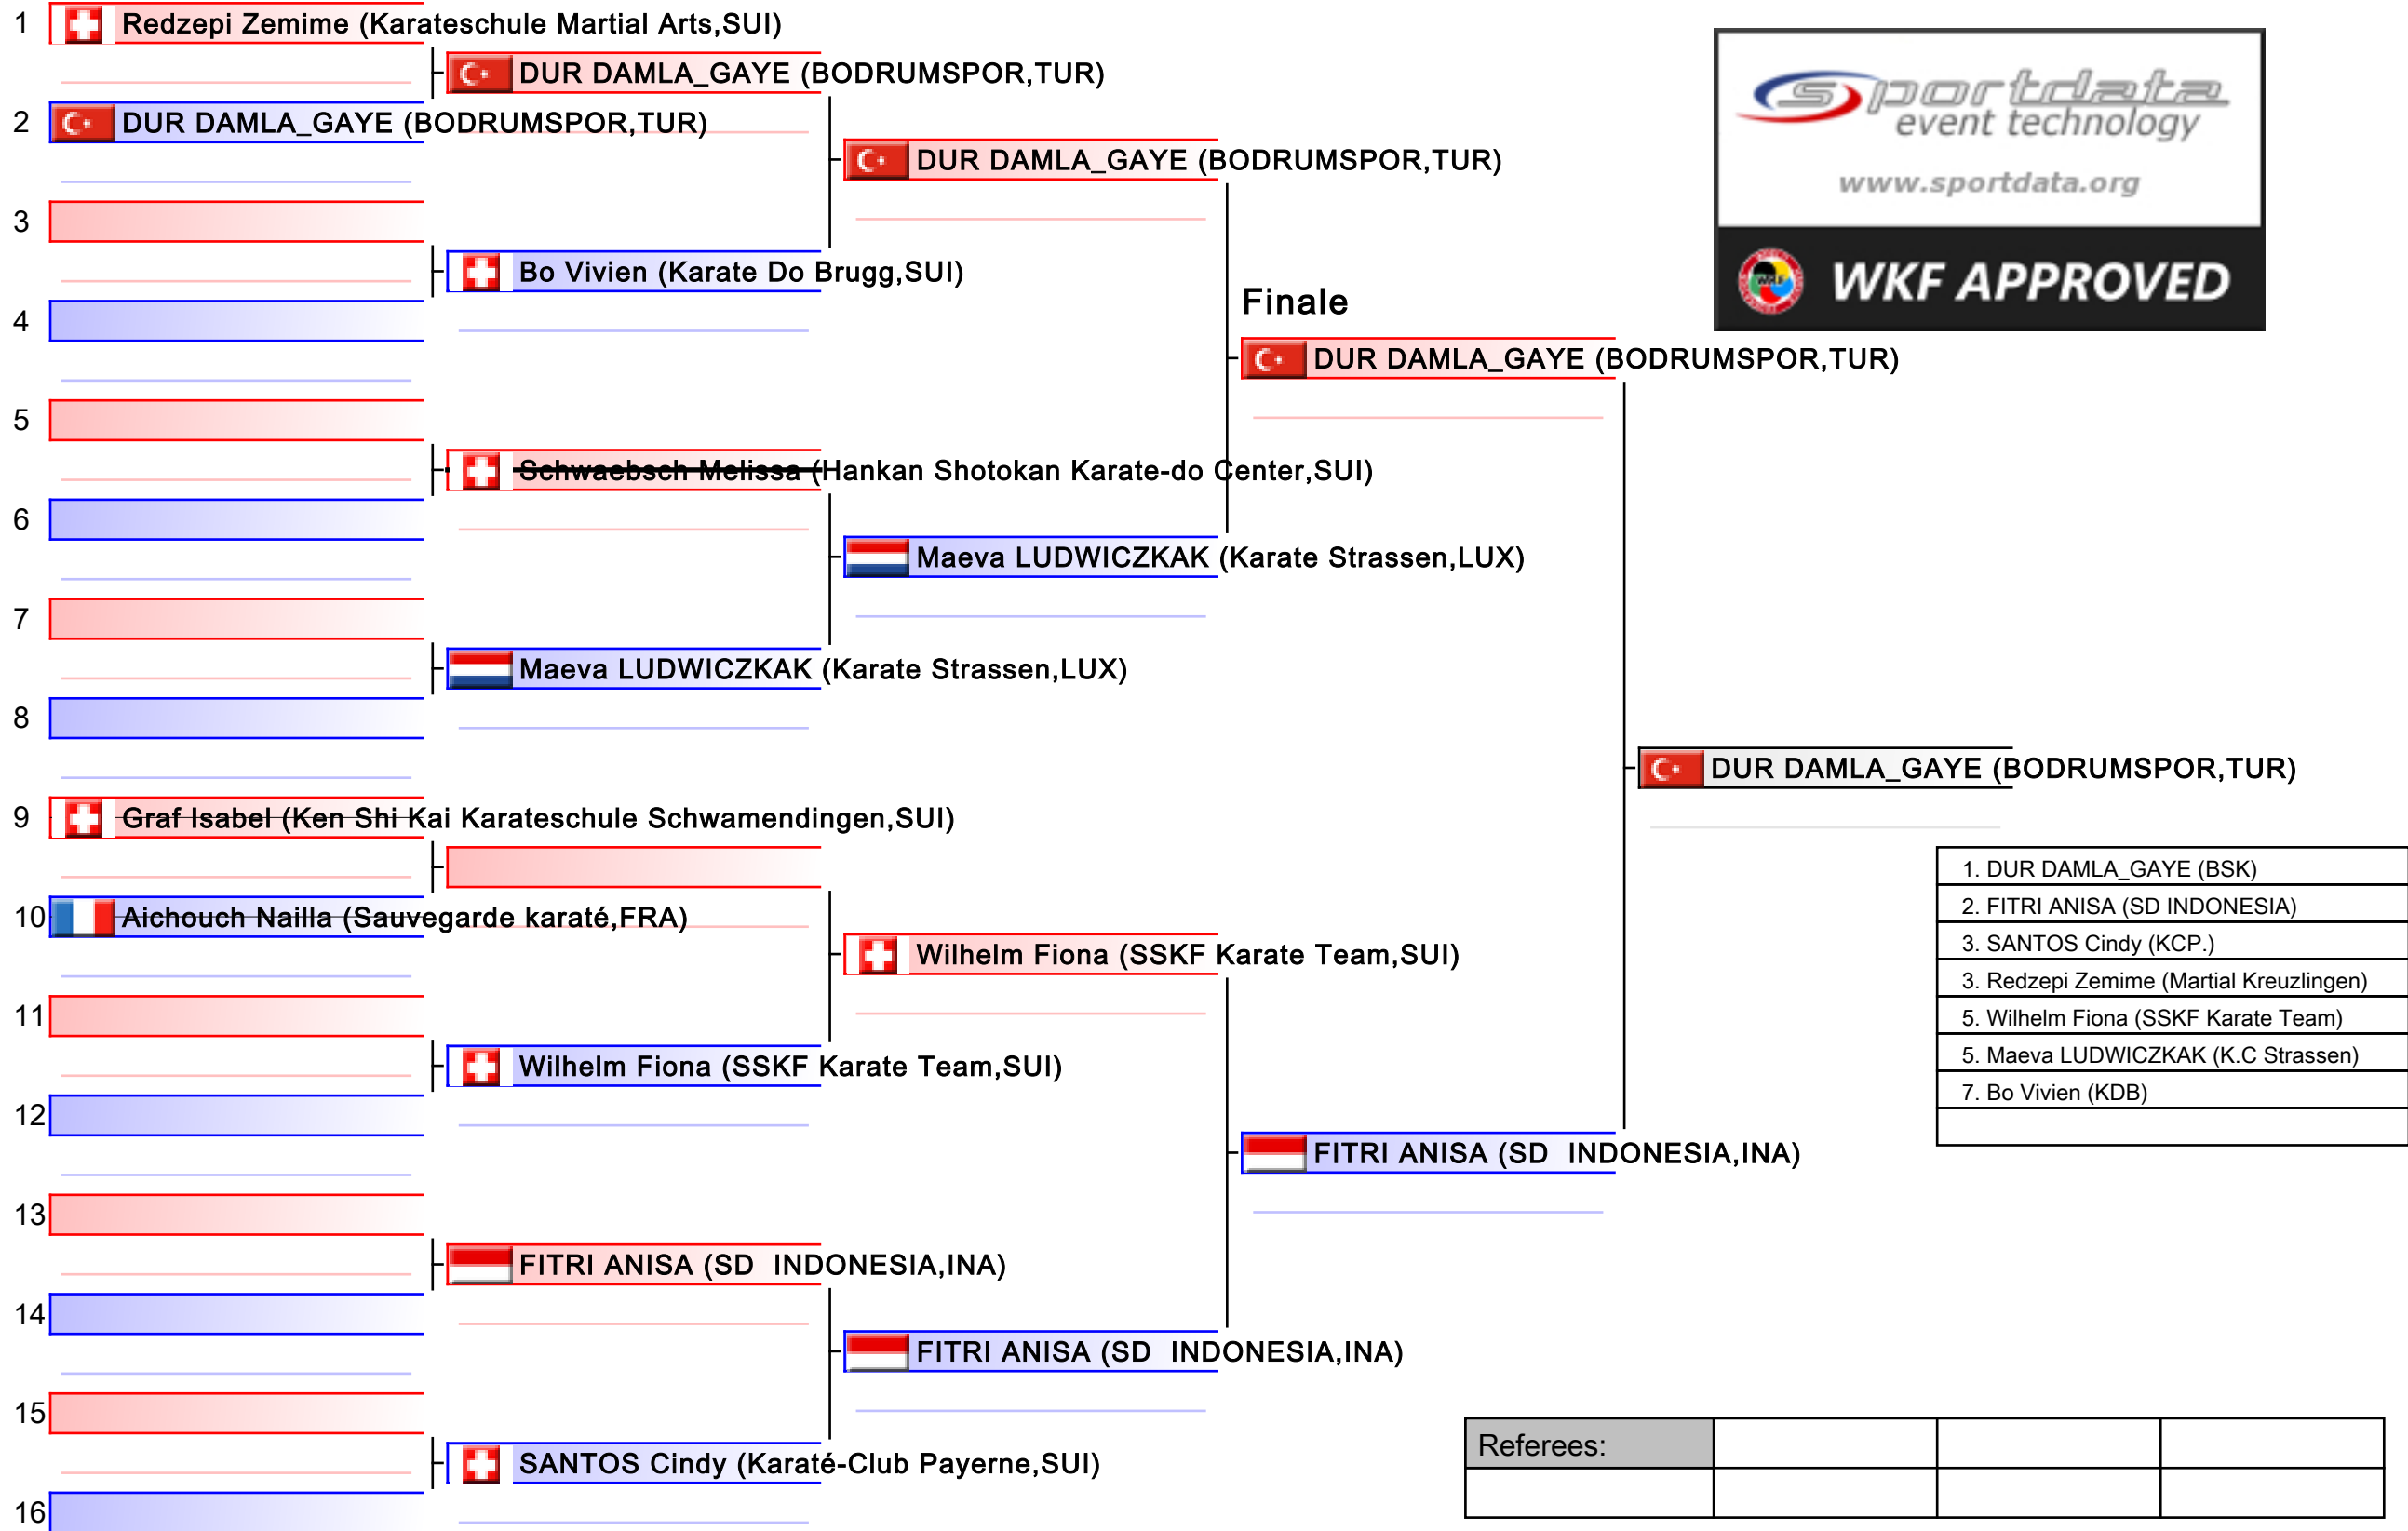 1 Redzepi Zemime (Karateschule Martial Arts,SUI)
DUR DAMLA_GAYE (BODRUMSPOR,TUR)
2 DUR DAMLA_GAYE (BODRUMSPOR,TUR)
DUR DAMLA_GAYE (BODRUMSPOR,TUR)
3
Bo Vivien (Karate Do Brugg,SUI)
4
Finale
DUR DAMLA_GAYE (BODRUMSPOR,TUR)
5
Schwaebsch Melissa (Hankan Shotokan Karate-do Center,SUI)
6
Maeva LUDWICZKAK (Karate Strassen,LUX)
7
Maeva LUDWICZKAK (Karate Strassen,LUX)
8
DUR DAMLA_GAYE (BODRUMSPOR,TUR)
9 Graf Isabel (Ken Shi Kai Karateschule Schwamendingen,SUI)
10 Aichouch Nailla (Sauvegarde karaté,FRA)
Wilhelm Fiona (SSKF Karate Team,SUI)
11
Wilhelm Fiona (SSKF Karate Team,SUI)
12
FITRI ANISA (SD  INDONESIA,INA)
13
FITRI ANISA (SD  INDONESIA,INA)
14
FITRI ANISA (SD  INDONESIA,INA)
15
SANTOS Cindy (Karaté-Club Payerne,SUI)
16
sportdata
event technology
www.sportdata.org
WKF
WKF APPROVED
1. DUR DAMLA_GAYE (BSK)
2. FITRI ANISA (SD INDONESIA)
3. SANTOS Cindy (KCP.)
3. Redzepi Zemime (Martial Kreuzlingen)
5. Wilhelm Fiona (SSKF Karate Team)
5. Maeva LUDWICZKAK (K.C Strassen)
7. Bo Vivien (KDB)
Referees: